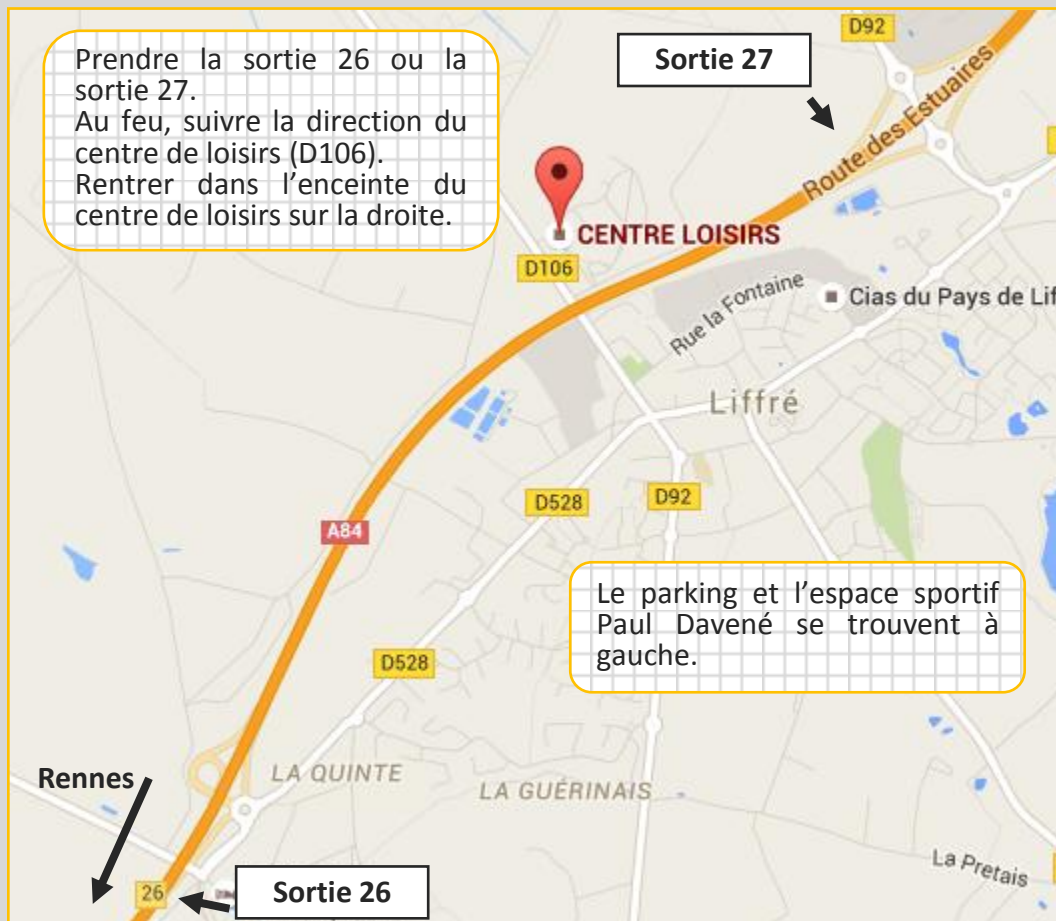 Prendre la sortie 26 ou la
sortie 27.
Au feu, suivre la direction du
centre de loisirs (D106).
Rentrer dans l’enceinte du
centre de loisirs sur la droite.
D92
Sortie 27
Route des Estuaires
CENTRE LOISIRS
D106
Rue la Fontaine
Cias du Pays de Lif
Liffré
D528
D92
A84
Le parking et l’espace sportif
Paul Davené se trouvent à
gauche.
D528
Rennes
LA QUINTE
LA GUÉRINAIS
La Pretais
26
Sortie 26